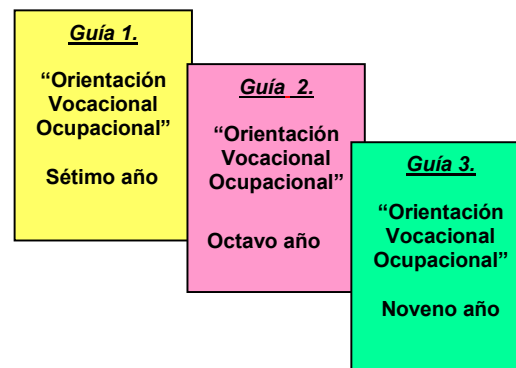 Guía 1.
“Orientación
Vocacional
Ocupacional”
Sétimo año
Guía 2.
“Orientación
Vocacional
Ocupacional”
Octavo año
Guía 3.
“Orientación
Vocacional
Ocupacional”
Noveno año